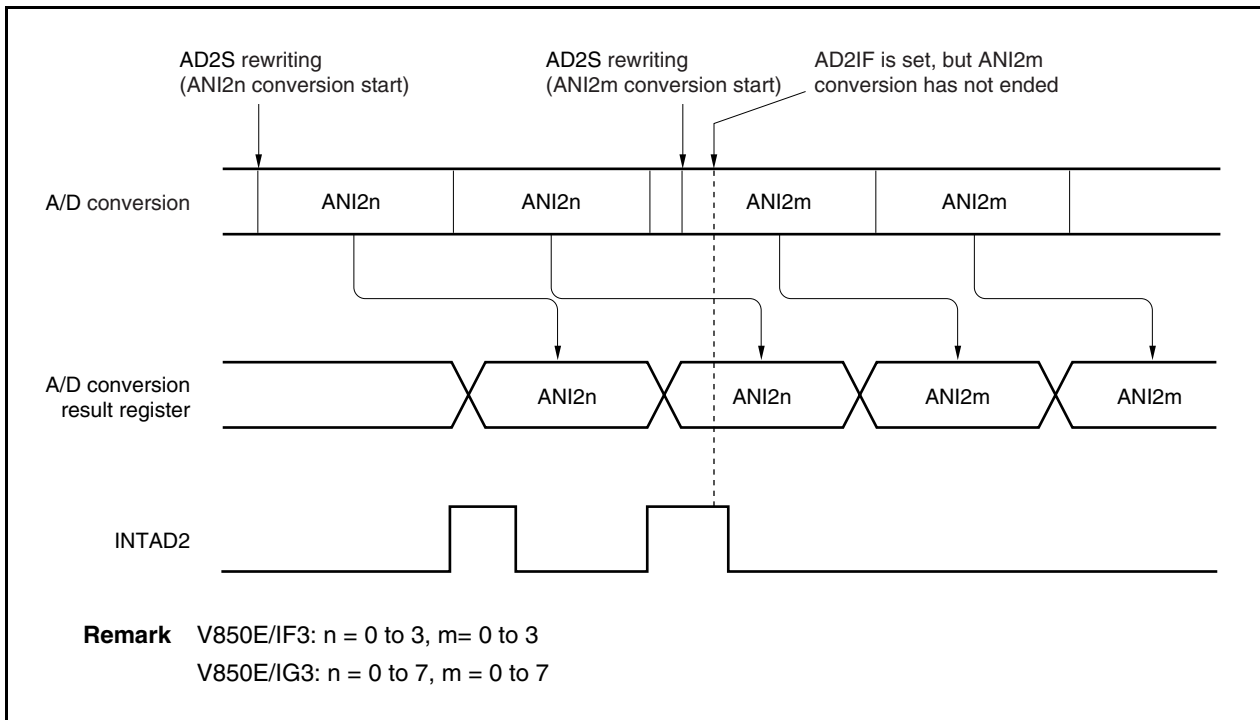 AD2S rewriting
(ANI2n conversion start)
AD2S rewriting
(ANI2m conversion start)
AD2IF is set, but ANI2m
conversion has not ended
A/D conversion
ANI2n
ANI2n
ANI2m
ANI2m
A/D conversion
result register
ANI2n
ANI2n
ANI2m
ANI2m
INTAD2
Remark V850E/IF3: n = 0 to 3, m= 0 to 3
V850E/IG3: n = 0 to 7, m = 0 to 7